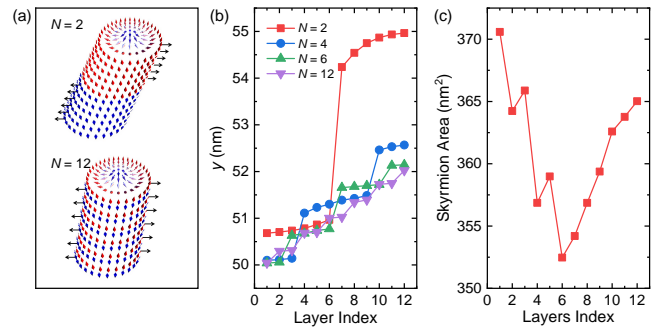 (a)
N = 2
N = 12
(b)
y (nm)
55
54
53
52
51
50
N = 2
N = 4
N = 6
N = 12
0 2 4 6 8 10 12
Layer Index
(c)
Skyrmion Area (nm²)
370
365
360
355
350
0 2 4 6 8 10 12
Layers Index